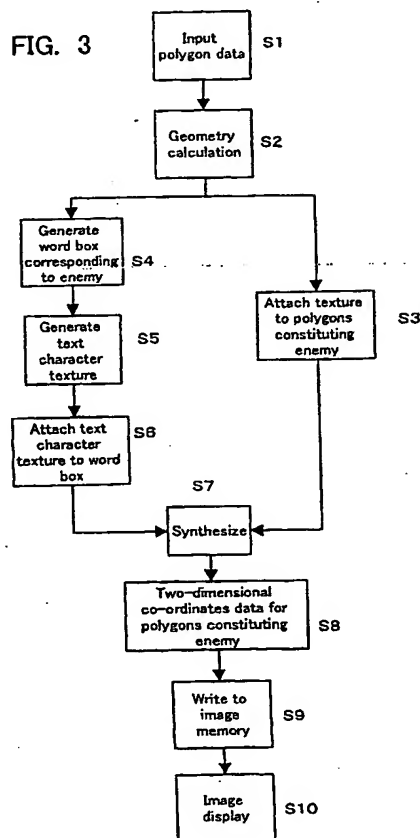 FIG. 3
Input
polygon data
S1
Geometry
calculation
S2
Generate
word box
corresponding
to enemy
S4
Generate
text
character
texture
S5
Attach text
character
texture to word
box
S6
Attach
texture to
polygons
constituting
enemy
S3
S7
Synthesize
Two-dimensional
co-ordinates data for
polygons constituting
enemy
S8
Write to
image
memory
S9
Image
display
S10